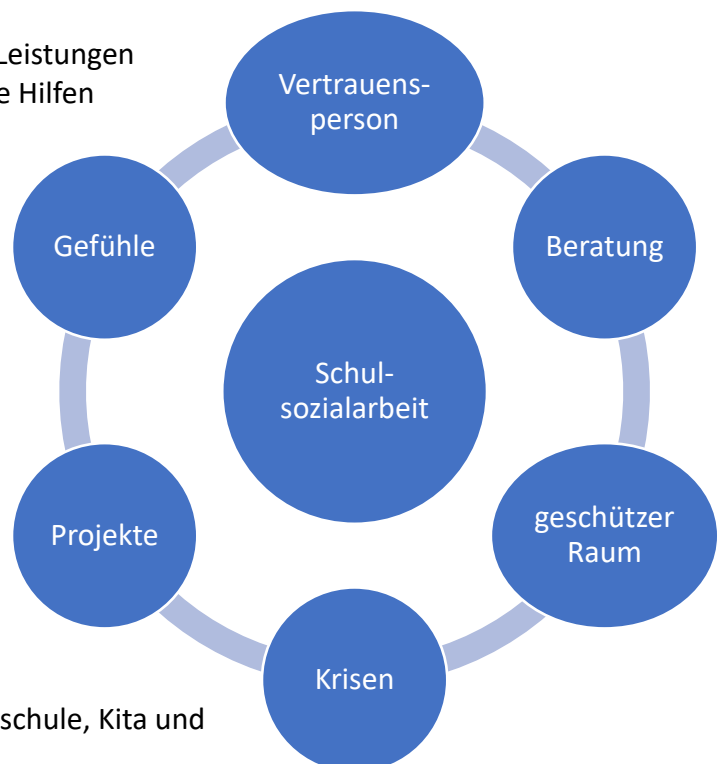 Leistungen
e Hilfen
Vertrauens-
person
Gefühle
Beratung
Schul-
sozialarbeit
Projekte
geschützer
Raum
Krisen
schule, Kita und